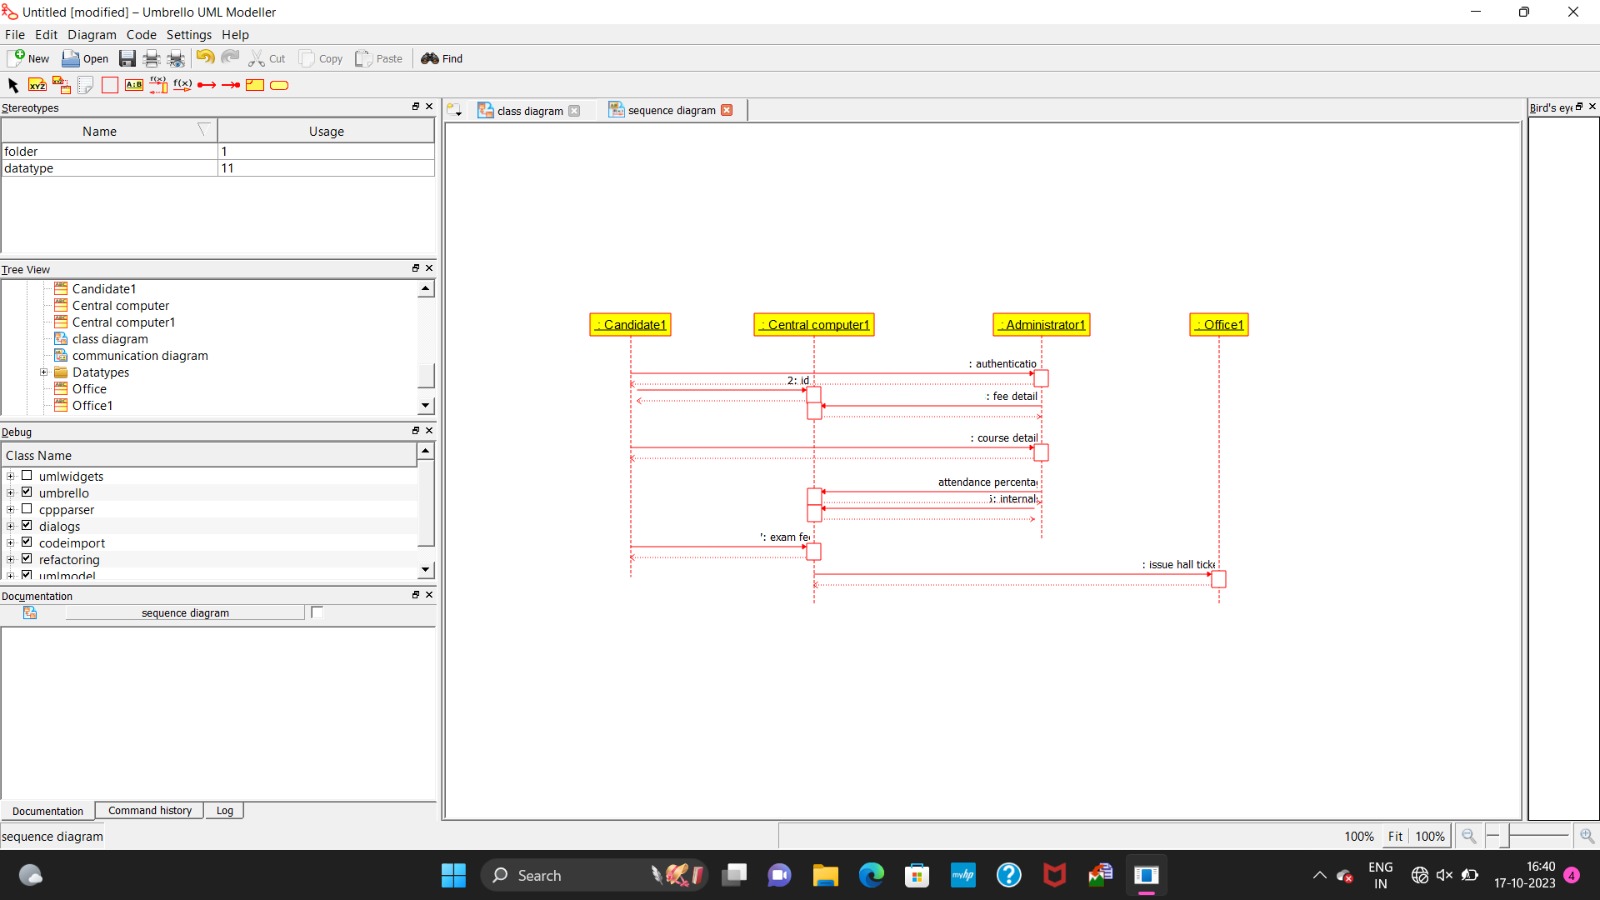 Untitled [modified] – Umbrello UML Modeller
File Edit Diagram Code Settings Help
New Open Cut Copy Paste Find
Stereotypes
Name Usage
folder 1
datatype 11
Tree View
Candidate1
Central computer
Central computer1
class diagram
communication diagram
Datatypes
Office
Office1
Debug
Class Name
umlwidgets
umbrello
cppparser
dialogs
codeimport
refactoring
umlmodel
Documentation
sequence diagram
Documentation Command history Log
sequence diagram
class diagram sequence diagram
: Candidate1 : Central computer1 : Administrator1 : Office1
: authenticatio
2: id
: fee detail
: course detail
attendance percenta
: internal
: exam fe
: issue hall tick
Bird's eye
100% Fit 100%
Search
myhp
ENG
IN
16:40
17-10-2023
4